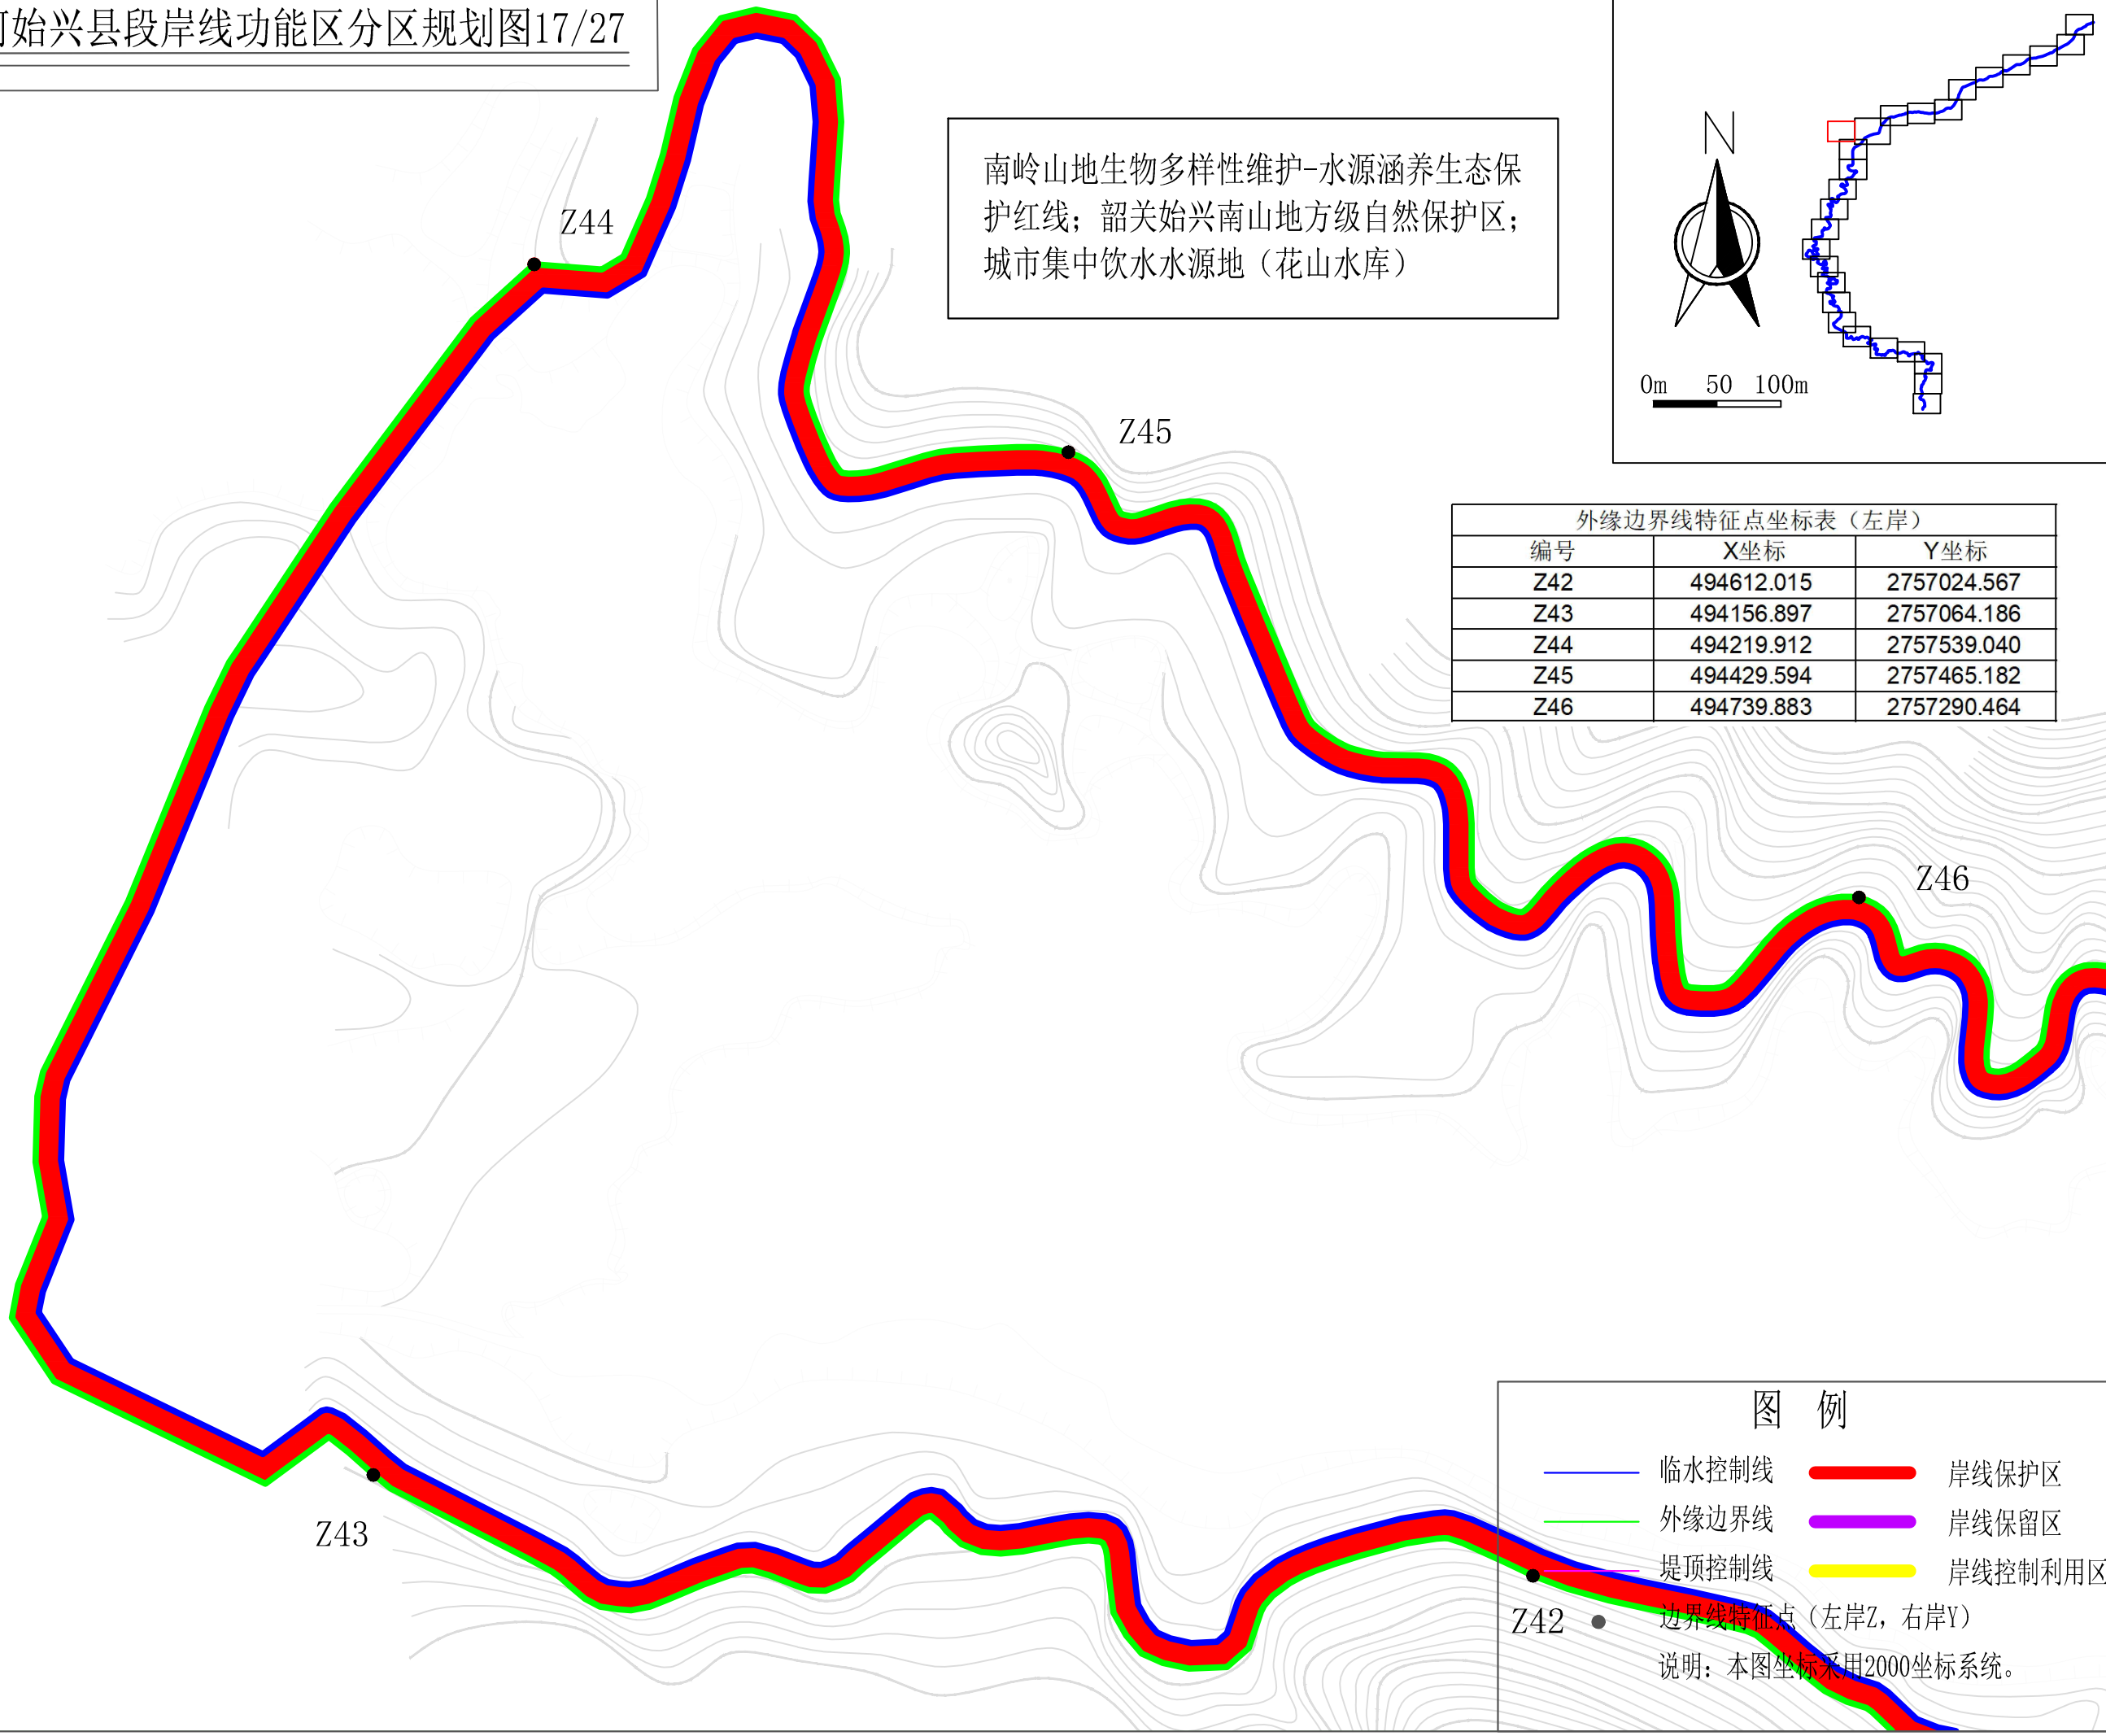 始兴县段岸线功能区分区规划图17/27
N
0m 50 100m
南岭山地生物多样性维护-水源涵养生态保
护红线；韶关始兴南山地方级自然保护区；
城市集中饮水水源地（花山水库）
Z44
Z45
外缘边界线特征点坐标表（左岸）
编号 X坐标 Y坐标
Z42 494612.015 2757024.567
Z43 494156.897 2757064.186
Z44 494219.912 2757539.040
Z45 494429.594 2757465.182
Z46 494739.883 2757290.464
Z46
Z43
Z42
图 例
临水控制线 岸线保护区
外缘边界线 岸线保留区
堤顶控制线 岸线控制利用区
边界线特征点（左岸Z，右岸Y）
说明：本图坐标采用2000坐标系统。